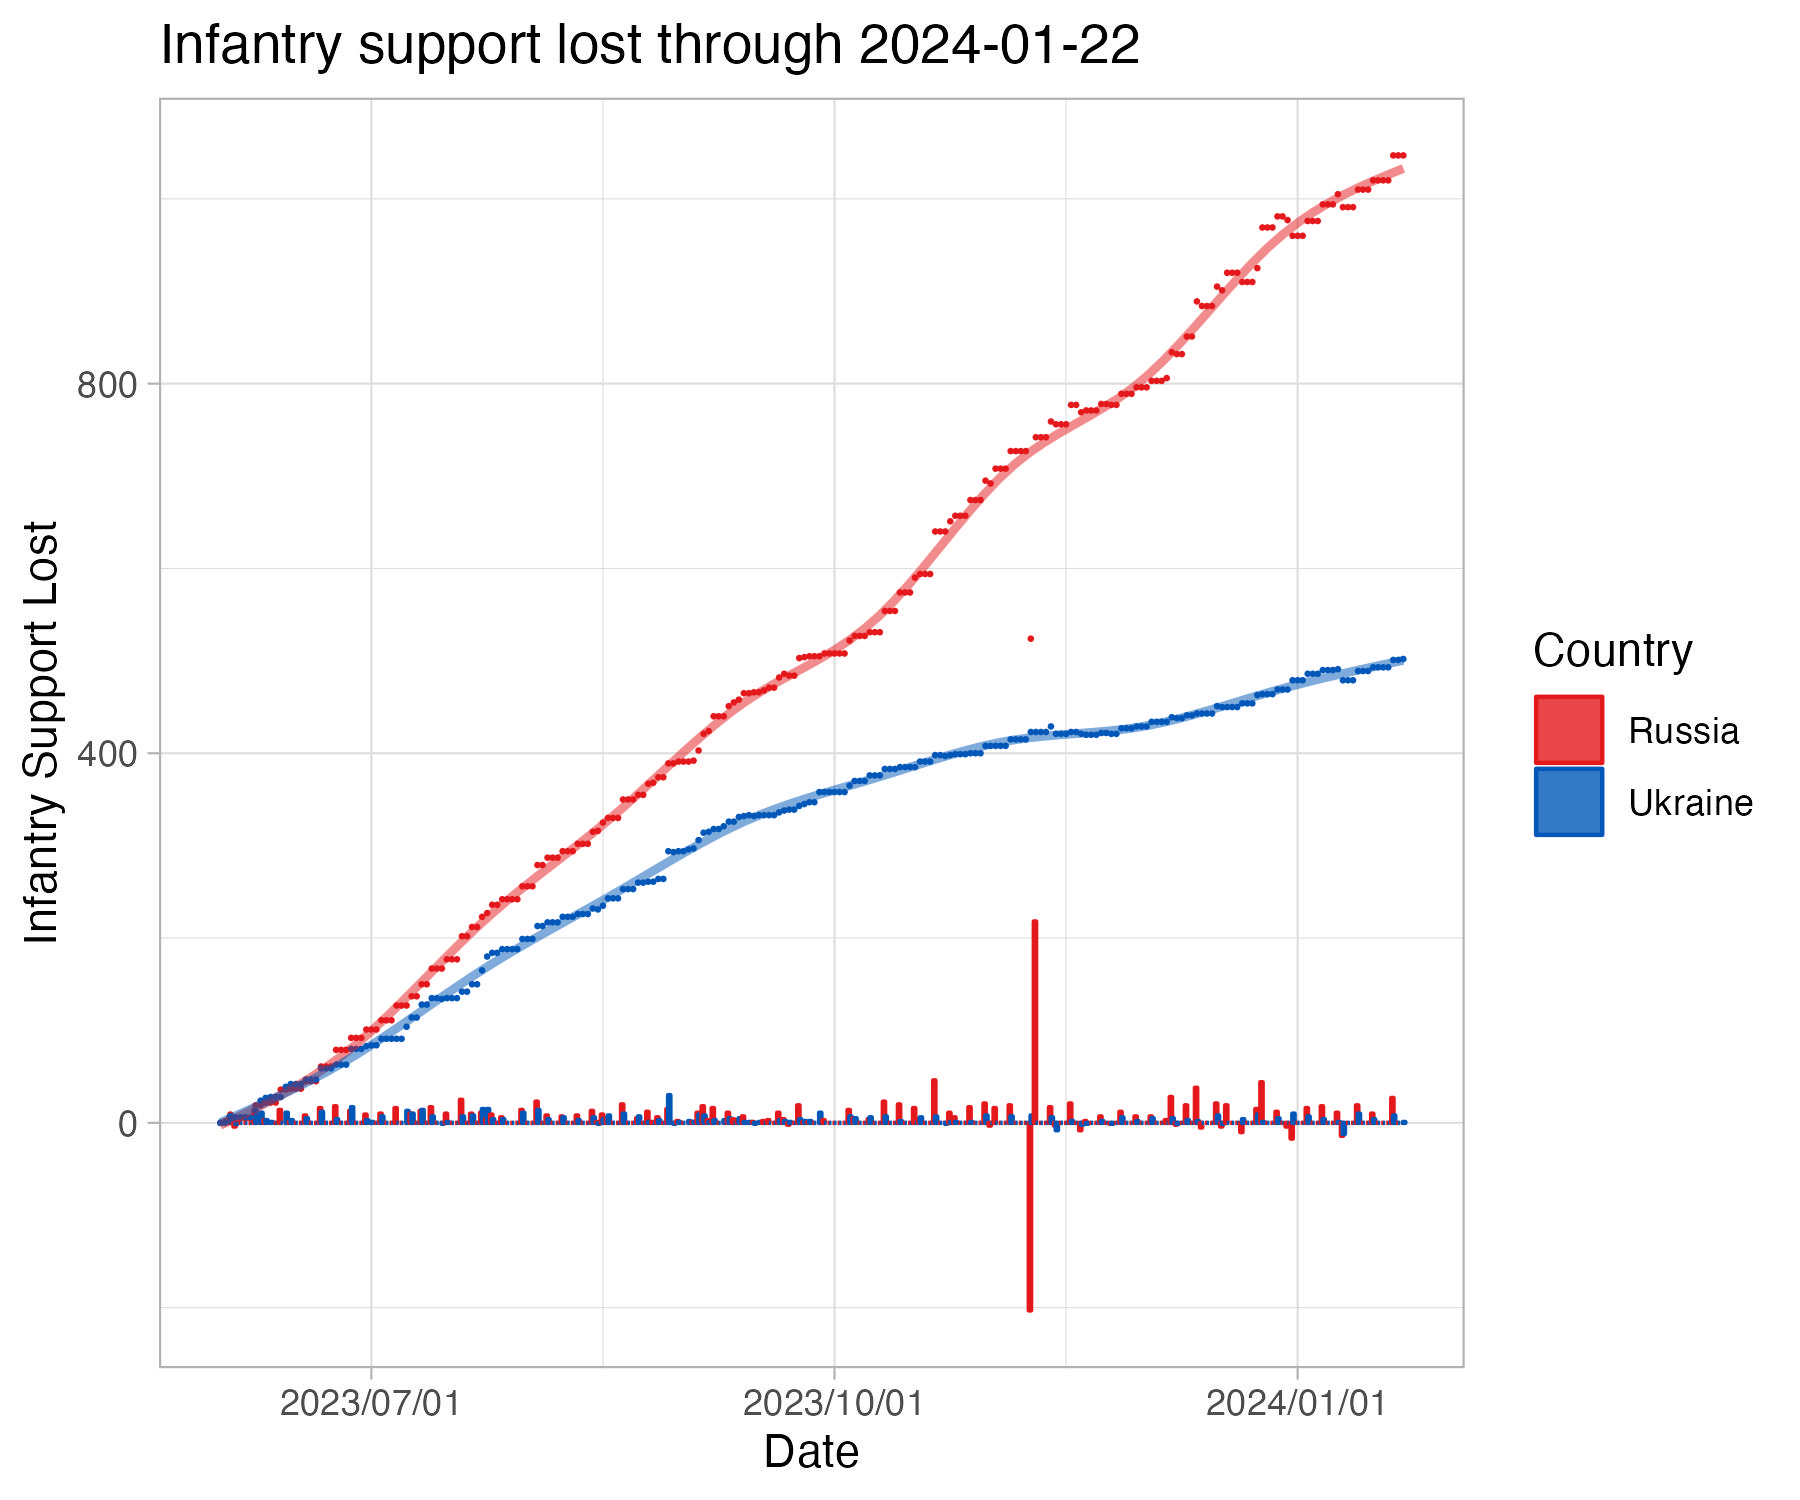 Infantry support lost through 2024-01-22
Infantry Support Lost
800
400
0
2023/07/01
2023/10/01
2024/01/01
Date
Country
Russia
Ukraine